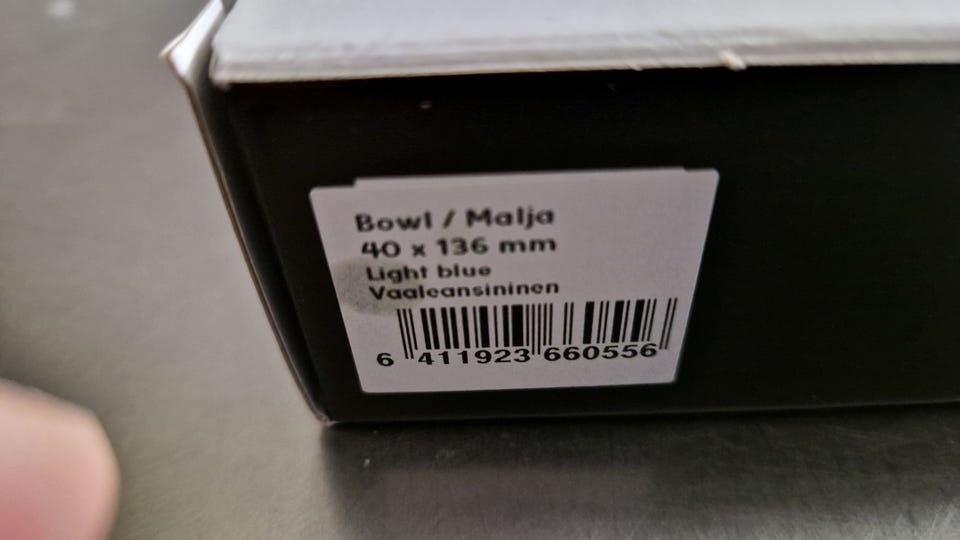 Bowl / Malja
40 x 136 mm
Light blue
Vaaleansininen
6 411923 660556